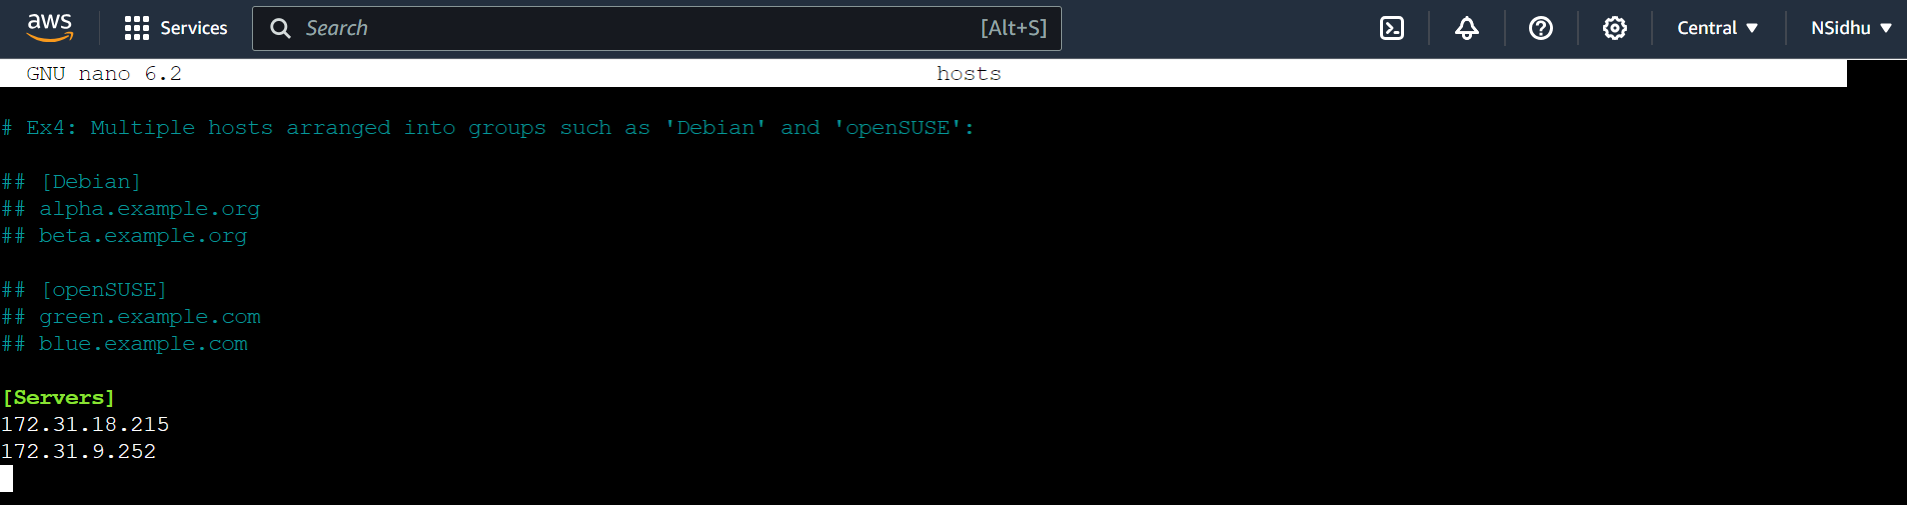 aws Services Search [Alt+S] Central NSidhu
GNU nano 6.2 hosts
# Ex4: Multiple hosts arranged into groups such as 'Debian' and 'openSUSE':
## [Debian]
## alpha.example.org
## beta.example.org
## [openSUSE]
## green.example.com
## blue.example.com
[Servers]
172.31.18.215
172.31.9.252